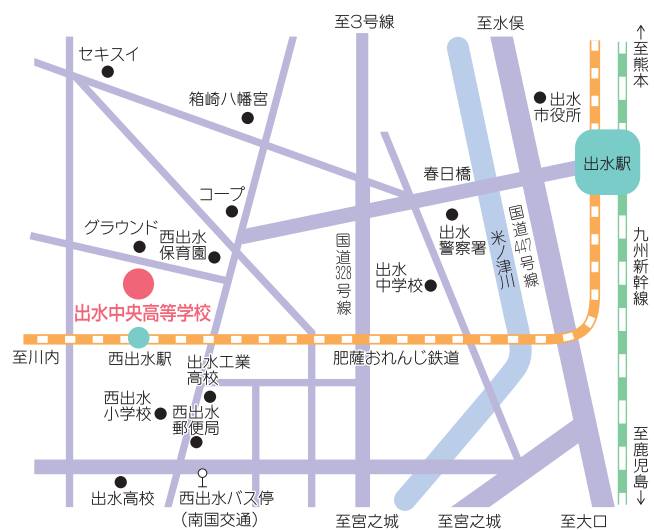 至3号線
至水俣
↑至熊本
セキスイ
箱崎八幡宮
出水
市役所
出水駅
春日橋
コープ
グラウンド
西出水
保育園
出水
警察署
国道447号線
九州新幹線
国道328号線
米ノ津川
出水
中学校
出水中央高等学校
至川内
西出水駅
肥薩おれんじ鉄道
出水工業
高校
西出水
小学校
西出水
郵便局
至鹿児島↓
出水高校
西出水バス停
(南国交通)
至宮之城
至宮之城
至大口